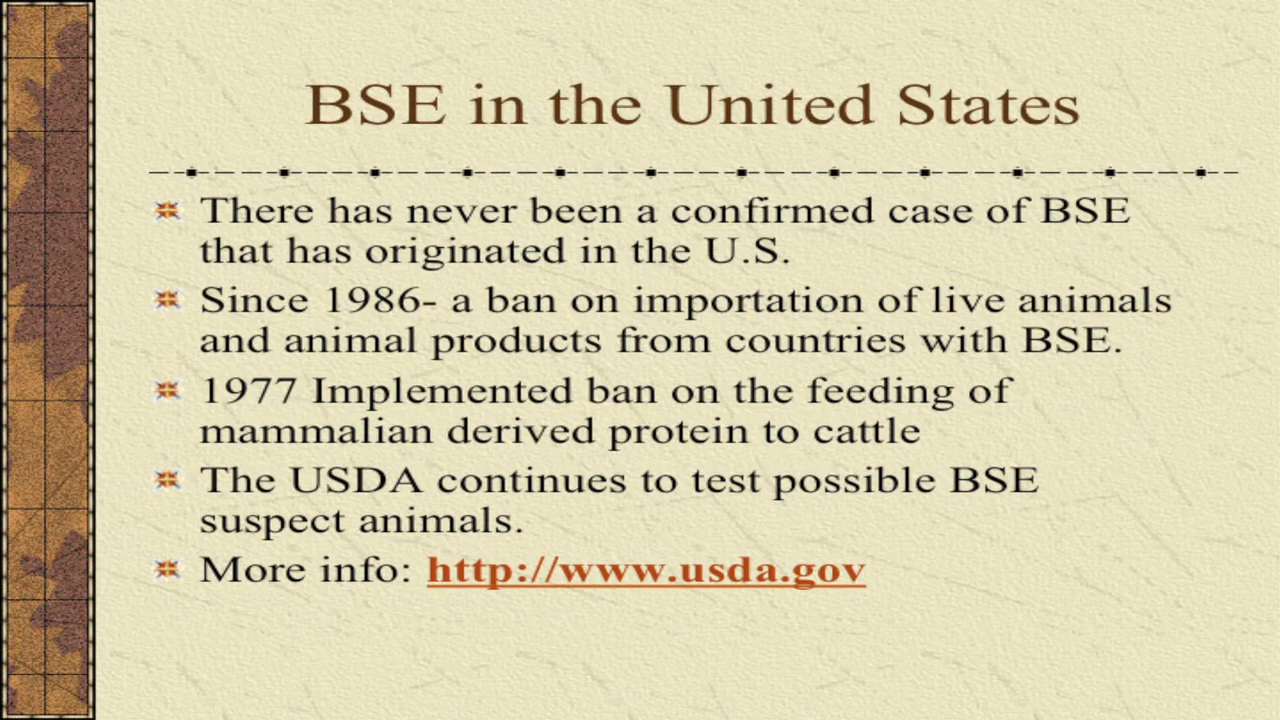 BSE in the United States
There has never been a confirmed case of BSE
that has originated in the U.S.
Since 1986- a ban on importation of live animals
and animal products from countries with BSE.
1977 Implemented ban on the feeding of
mammalian derived protein to cattle
The USDA continues to test possible BSE
suspect animals.
More info: http://www.usda.gov